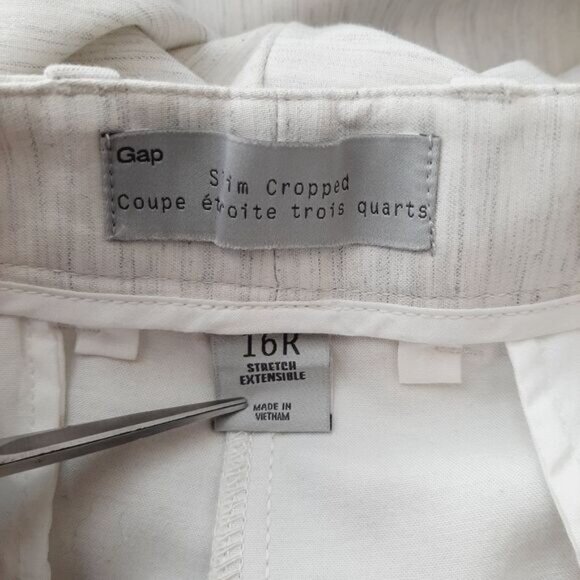 Gap
Slim Cropped
Coupe étroite trois quarts
16R
STRETCH
EXTENSIBLE
MADE IN
VIETNAM